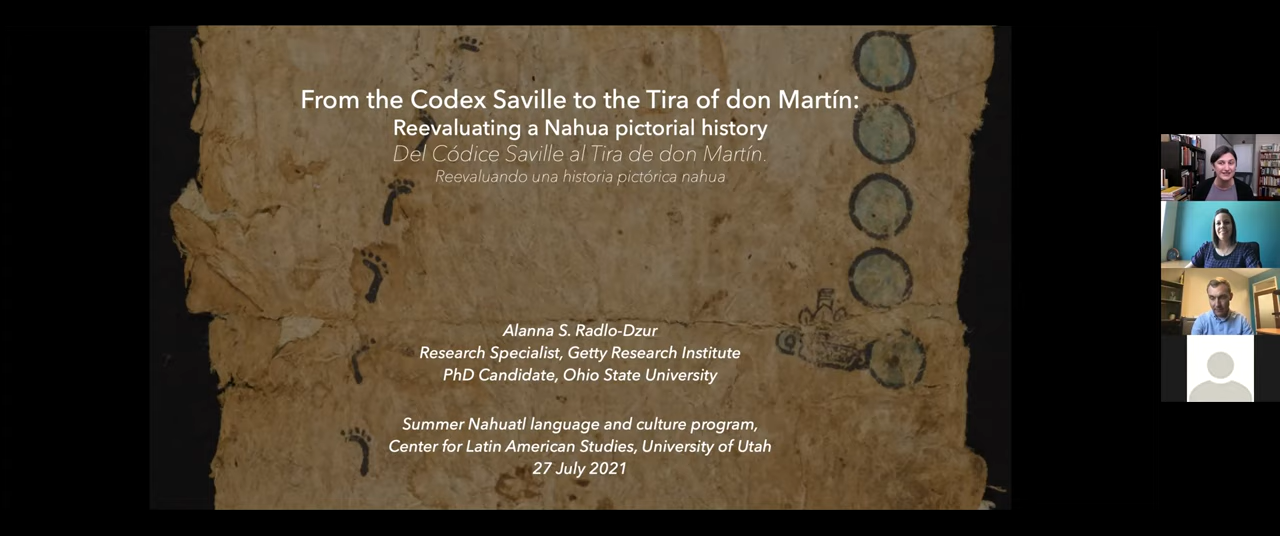 From the Codex Saville to the Tira of don Martín:
Reevaluating a Nahua pictorial history
Del Códice Saville al Tira de don Martín.
Reevaluando una historia pictórica nahua
Alanna S. Radlo-Dzur
Research Specialist, Getty Research Institute
PhD Candidate, Ohio State University
Summer Nahuatl language and culture program,
Center for Latin American Studies, University of Utah
27 July 2021